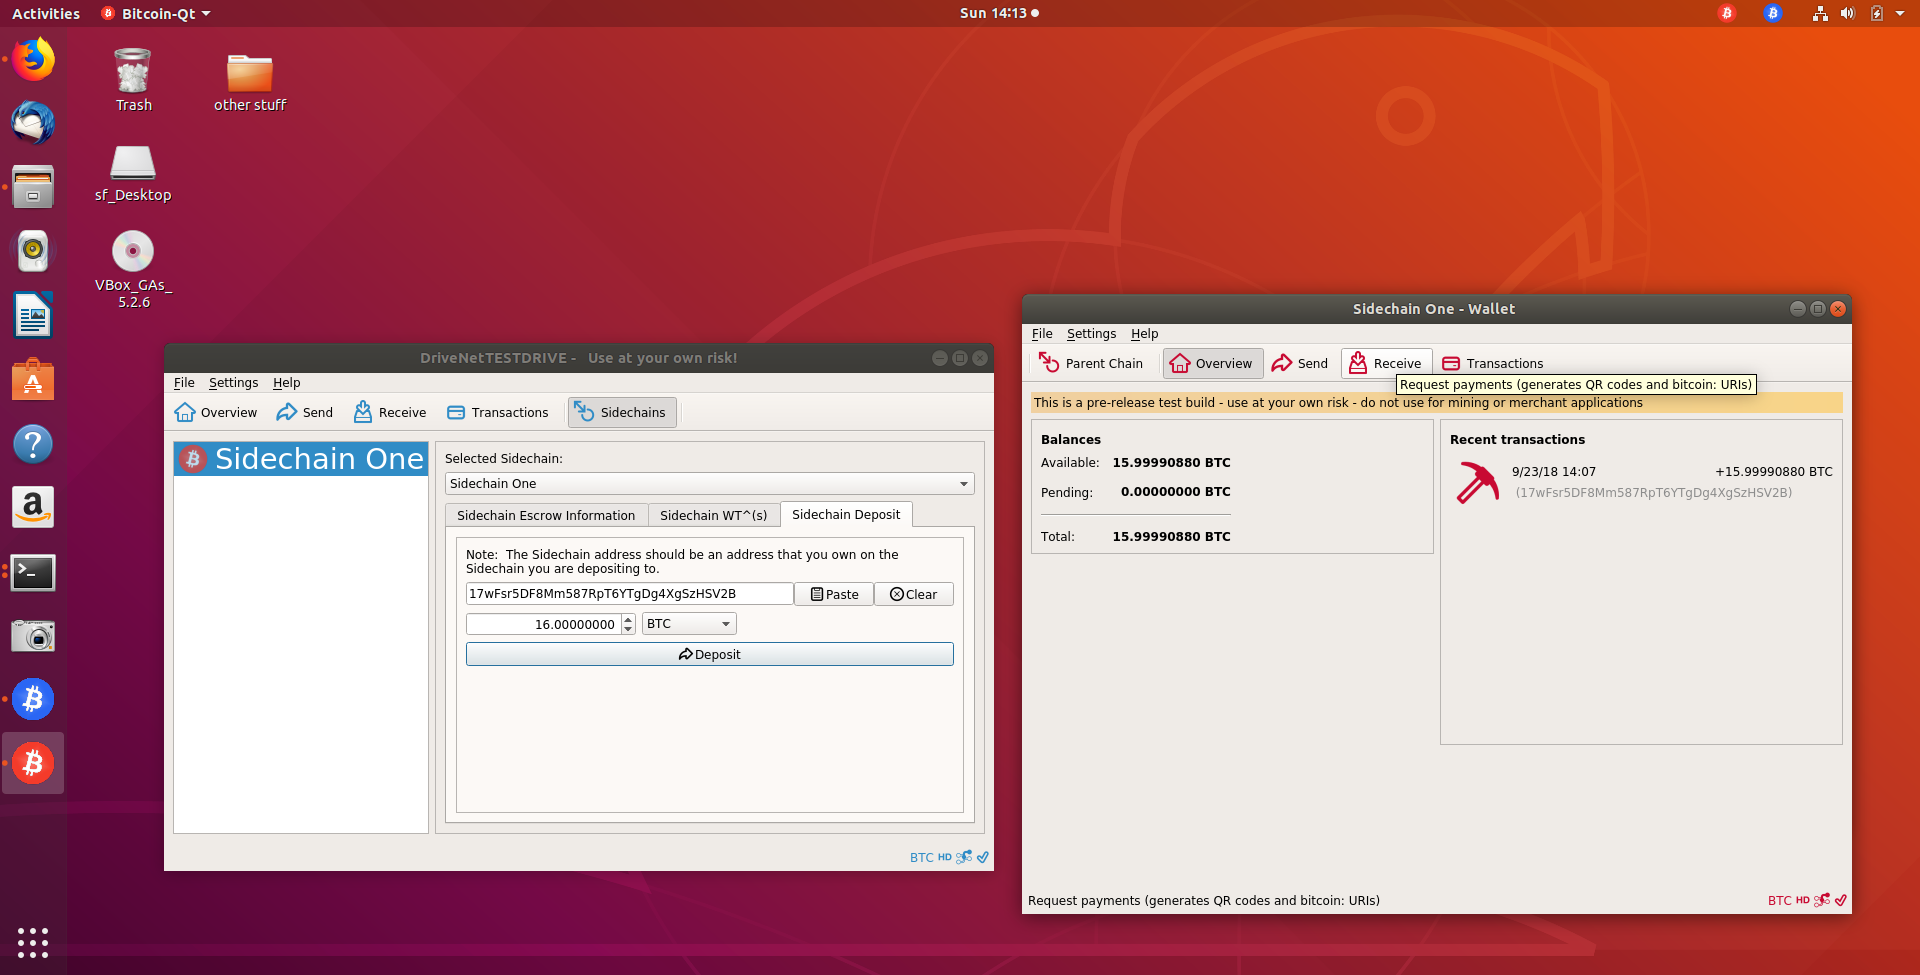 Activities
Bitcoin-Qt
Sun 14:13
Trash
other stuff
sf_Desktop
VBox_GAs_
5.2.6
DriveNetTESTDRIVE - Use at your own risk!
File Settings Help
Overview Send Receive Transactions Sidechains
Sidechain One
Selected Sidechain:
Sidechain One
Sidechain Escrow Information Sidechain WT^(s) Sidechain Deposit
Note: The Sidechain address should be an address that you own on the
Sidechain you are depositing to.
17wFsr5DF8Mm587RpT6YTgDg4XgSzHSV2B Paste Clear
16.00000000 BTC
Deposit
BTC HD
Sidechain One - Wallet
File Settings Help
Parent Chain Overview Send Receive Transactions
Request payments (generates QR codes and bitcoin: URIs)
This is a pre-release test build - use at your own risk - do not use for mining or merchant applications
Balances
Available: 15.99990880 BTC
Pending: 0.00000000 BTC
Total: 15.99990880 BTC
Recent transactions
9/23/18 14:07 +15.99990880 BTC
(17wFsr5DF8Mm587RpT6YTgDg4XgSzHSV2B)
Request payments (generates QR codes and bitcoin: URIs)
BTC HD